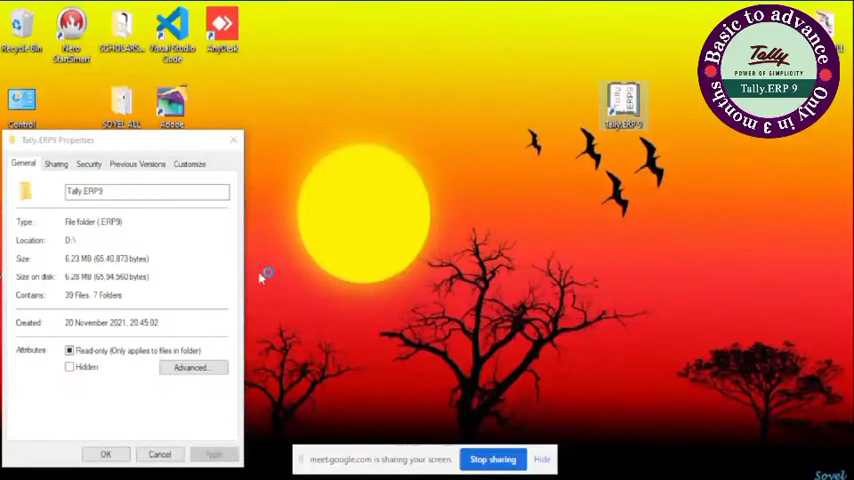 Recycle Bin
Nero
StartSmart
SCHOLARS...
Visual Studio
Code
AnyDesk
Control
SOYEL ALL
Adobe
Tally.ERP 9
Basic to advance
Tally
POWER OF SIMPLICITY
Tally.ERP 9
Only in 3 months
Tally.ERP9 Properties
General
Sharing
Security
Previous Versions
Customize
Tally.ERP9
Type:
File folder (.ERP9)
Location:
D:\
Size:
6.23 MB (65,40,873 bytes)
Size on disk:
6.28 MB (65,94,560 bytes)
Contains:
39 Files, 7 Folders
Created:
20 November 2021, 20:45:02
Attributes:
Read-only (Only applies to files in folder)
Hidden
Advanced...
OK
Cancel
Apply
meet.google.com is sharing your screen.
Stop sharing
Hide
Soyel